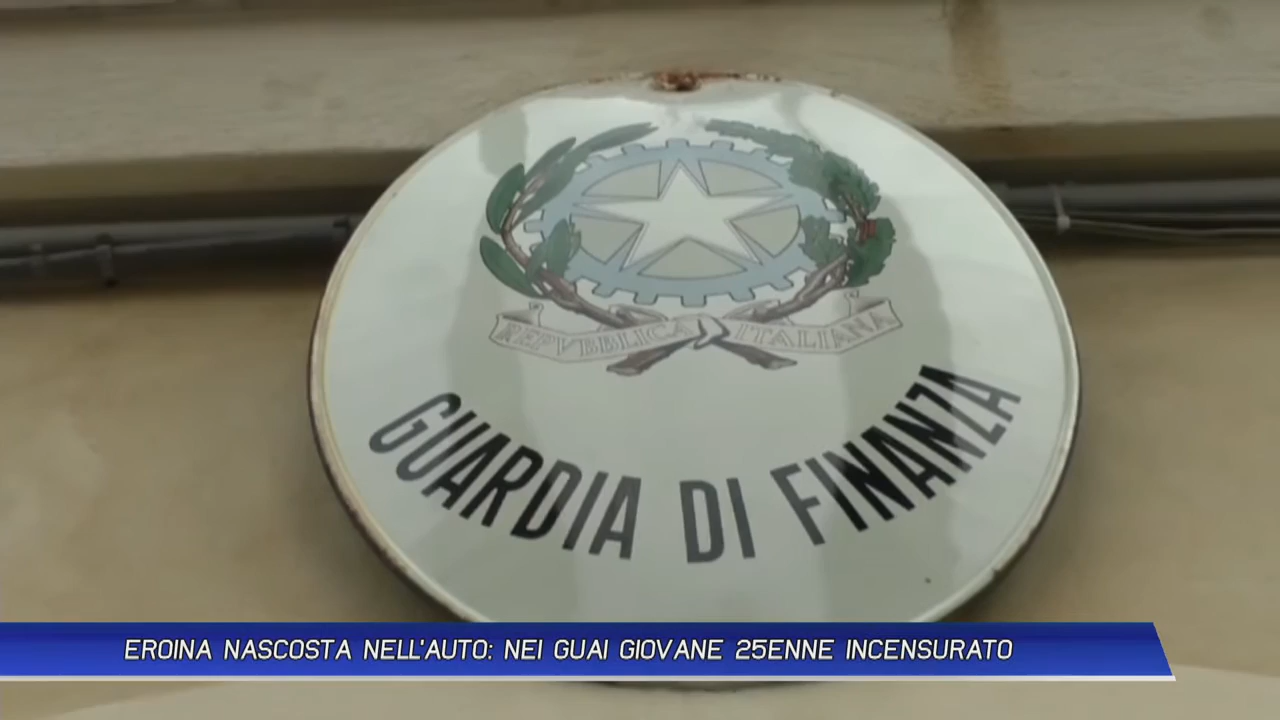 REPVBBLICA ITALIANA
GUARDIA DI FINANZA
EROINA NASCOSTA NELL'AUTO: NEI GUAI GIOVANE 25ENNE INCENSURATO